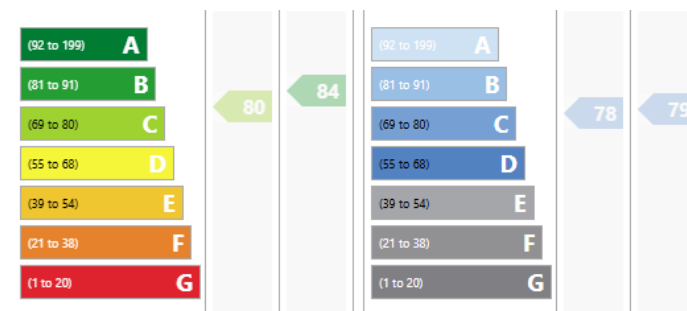 (92 to 199) A
(81 to 91) B
(69 to 80) C
(55 to 68) D
(39 to 54) E
(21 to 38) F
(1 to 20) G
80
84
(92 to 199) A
(81 to 91) B
(69 to 80) C
(55 to 68) D
(39 to 54) E
(21 to 38) F
(1 to 20) G
78
79